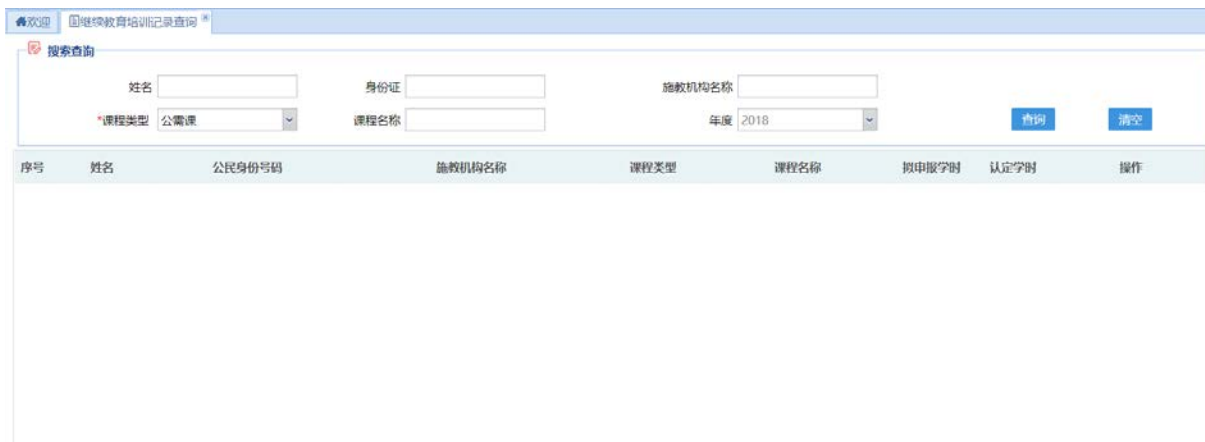 欢迎 继续教育培训记录查询
搜索查询
姓名 身份证 施教机构名称
*课程类型 公需课 课程名称 年度 2018 查询 清空
序号 姓名 公民身份号码 施教机构名称 课程类型 课程名称 拟申报学时 认定学时 操作